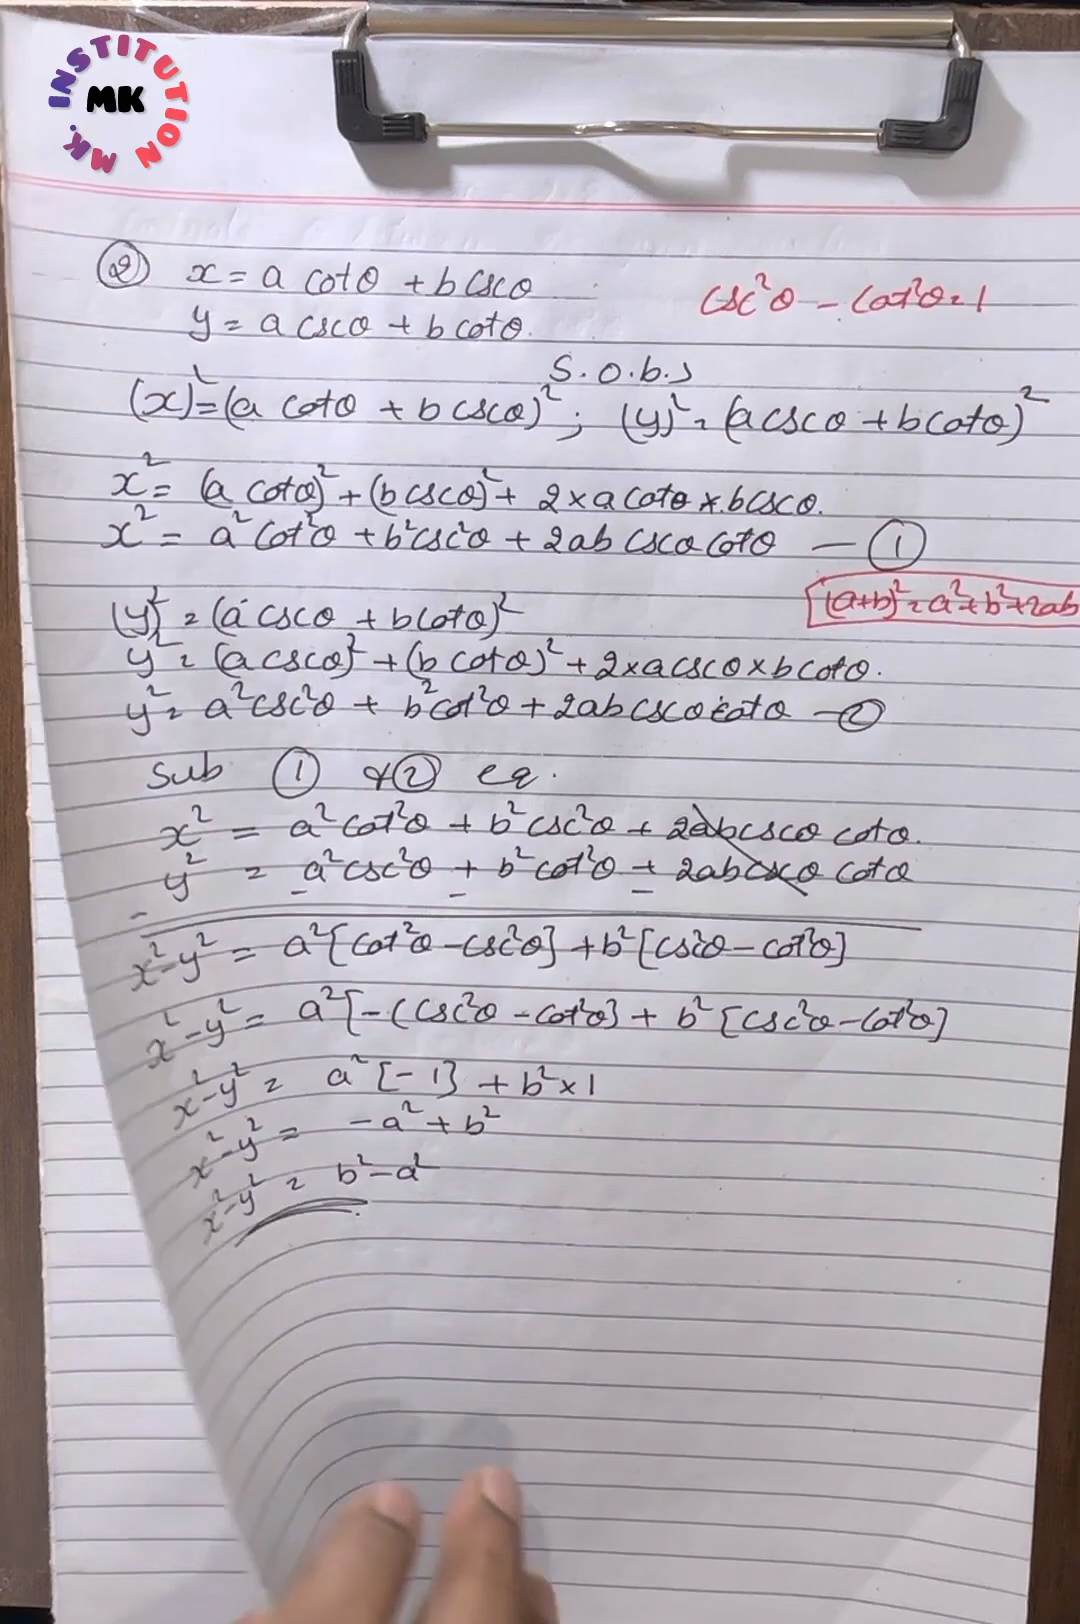 MK. INSTITUTION
MK
② x = a cotθ + b cscθ
csc²θ - cot²θ = 1
y = a cscθ + b cotθ.
S.O.b.s
(x)² = (a cotθ + b cscθ)² ; (y)² = (a cscθ + b cotθ)²
x² = (a cotθ)² + (b cscθ)² + 2 × a cotθ × b cscθ.
x² = a² cot²θ + b² csc²θ + 2ab cscθ cotθ — ①
(a+b)² = a² + b² + 2ab
(y)² = (a cscθ + b cotθ)²
y² = (a cscθ)² + (b cotθ)² + 2 × a cscθ × b cotθ.
y² = a² csc²θ + b² cot²θ + 2ab cscθ cotθ — ②
Sub ① & ② eq.
x² = a² cot²θ + b² csc²θ + 2ab cscθ cotθ.
y² = a² csc²θ + b² cot²θ + 2ab cscθ cotθ
- - - -
x² - y² = a² [cot²θ - csc²θ] + b² [csc²θ - cot²θ]
x² - y² = a² [-(csc²θ - cot²θ] + b² [csc²θ - cot²θ]
x² - y² = a² [-1] + b² × 1
x² - y² = -a² + b²
x² - y² = b² - a²